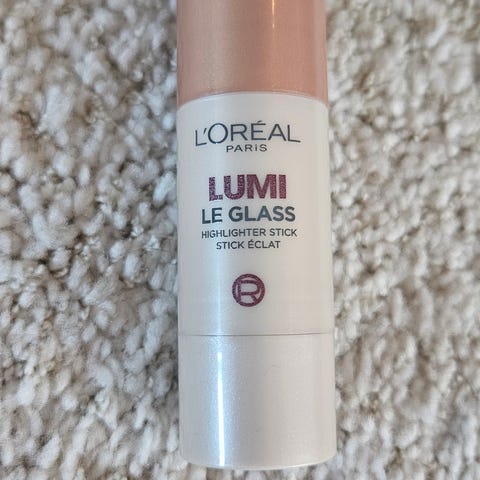 L'ORÉAL
PARIS
LUMI
LE GLASS
HIGHLIGHTER STICK
STICK ÉCLAT